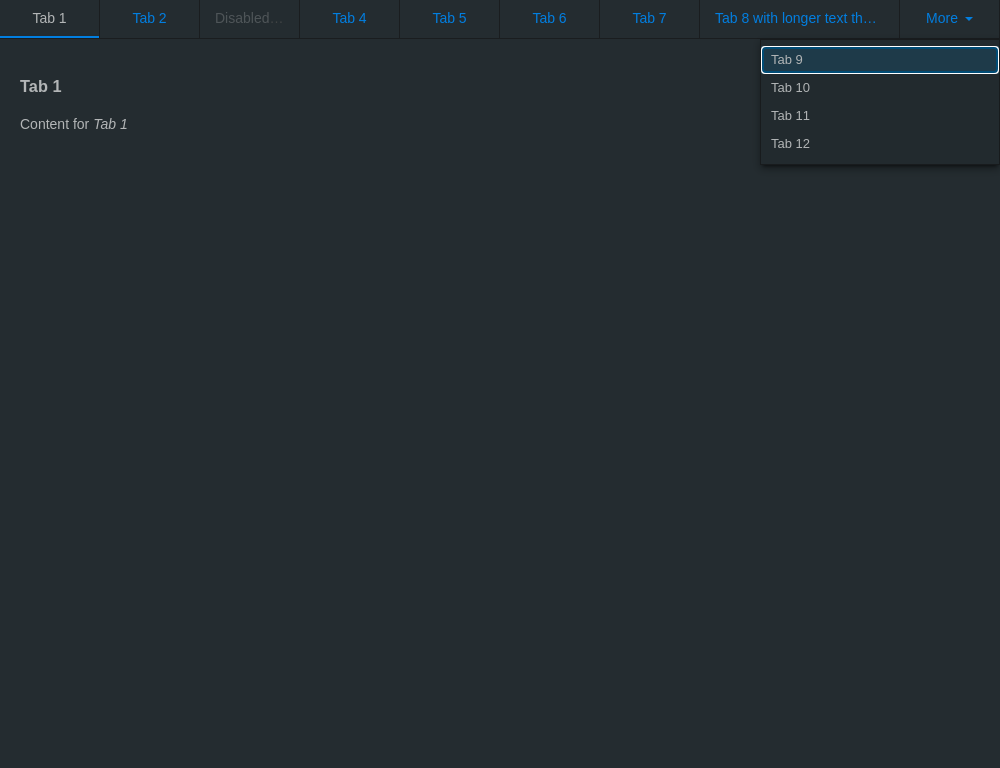 Tab 1 Tab 2 Disabled… Tab 4 Tab 5 Tab 6 Tab 7 Tab 8 with longer text th… More
Tab 9
Tab 10
Tab 11
Tab 12
Tab 1
Content for Tab 1